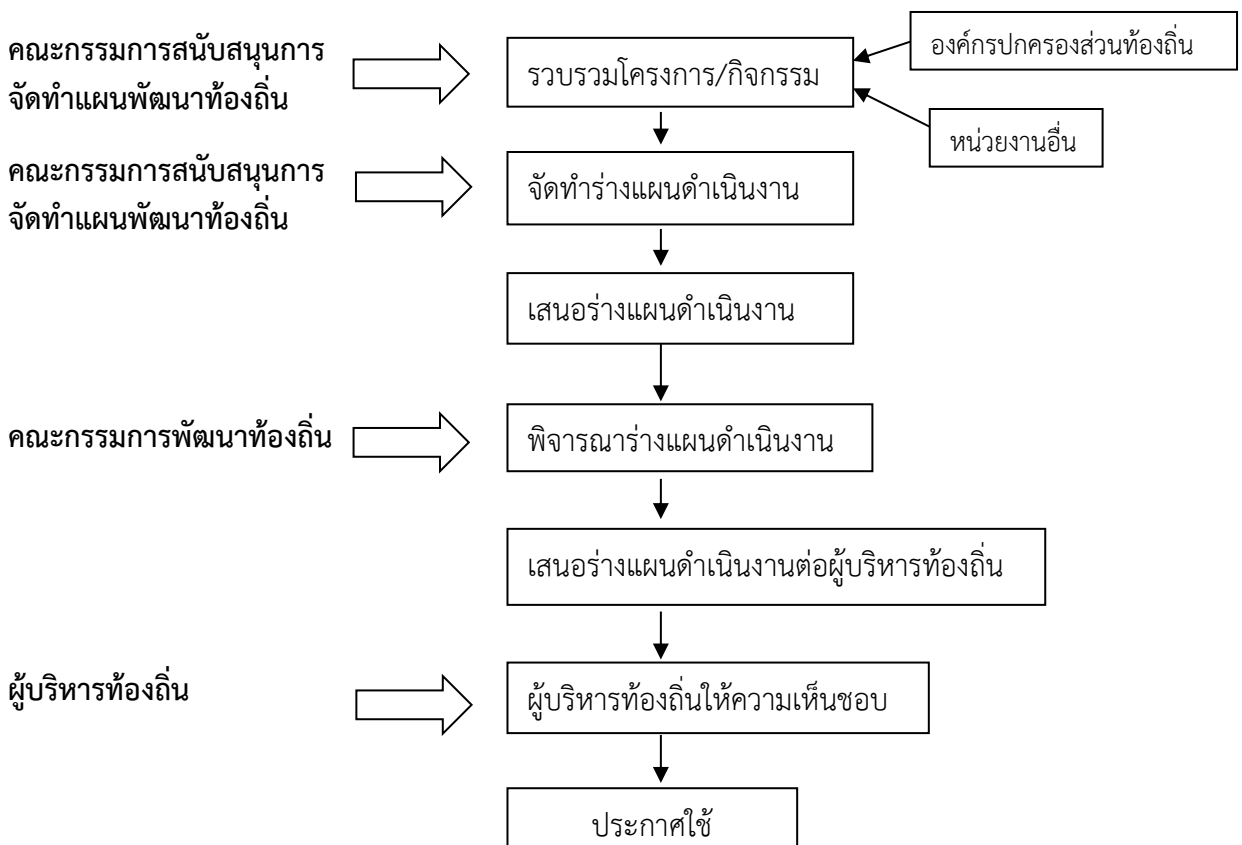 คณะกรรมการสนับสนุนการ
จัดทำแผนพัฒนาท้องถิ่น
รวบรวมโครงการ/กิจกรรม
องค์กรปกครองส่วนท้องถิ่น
หน่วยงานอื่น
คณะกรรมการสนับสนุนการ
จัดทำแผนพัฒนาท้องถิ่น
จัดทำร่างแผนดำเนินงาน
เสนอร่างแผนดำเนินงาน
คณะกรรมการพัฒนาท้องถิ่น
พิจารณาร่างแผนดำเนินงาน
เสนอร่างแผนดำเนินงานต่อผู้บริหารท้องถิ่น
ผู้บริหารท้องถิ่น
ผู้บริหารท้องถิ่นให้ความเห็นชอบ
ประกาศใช้